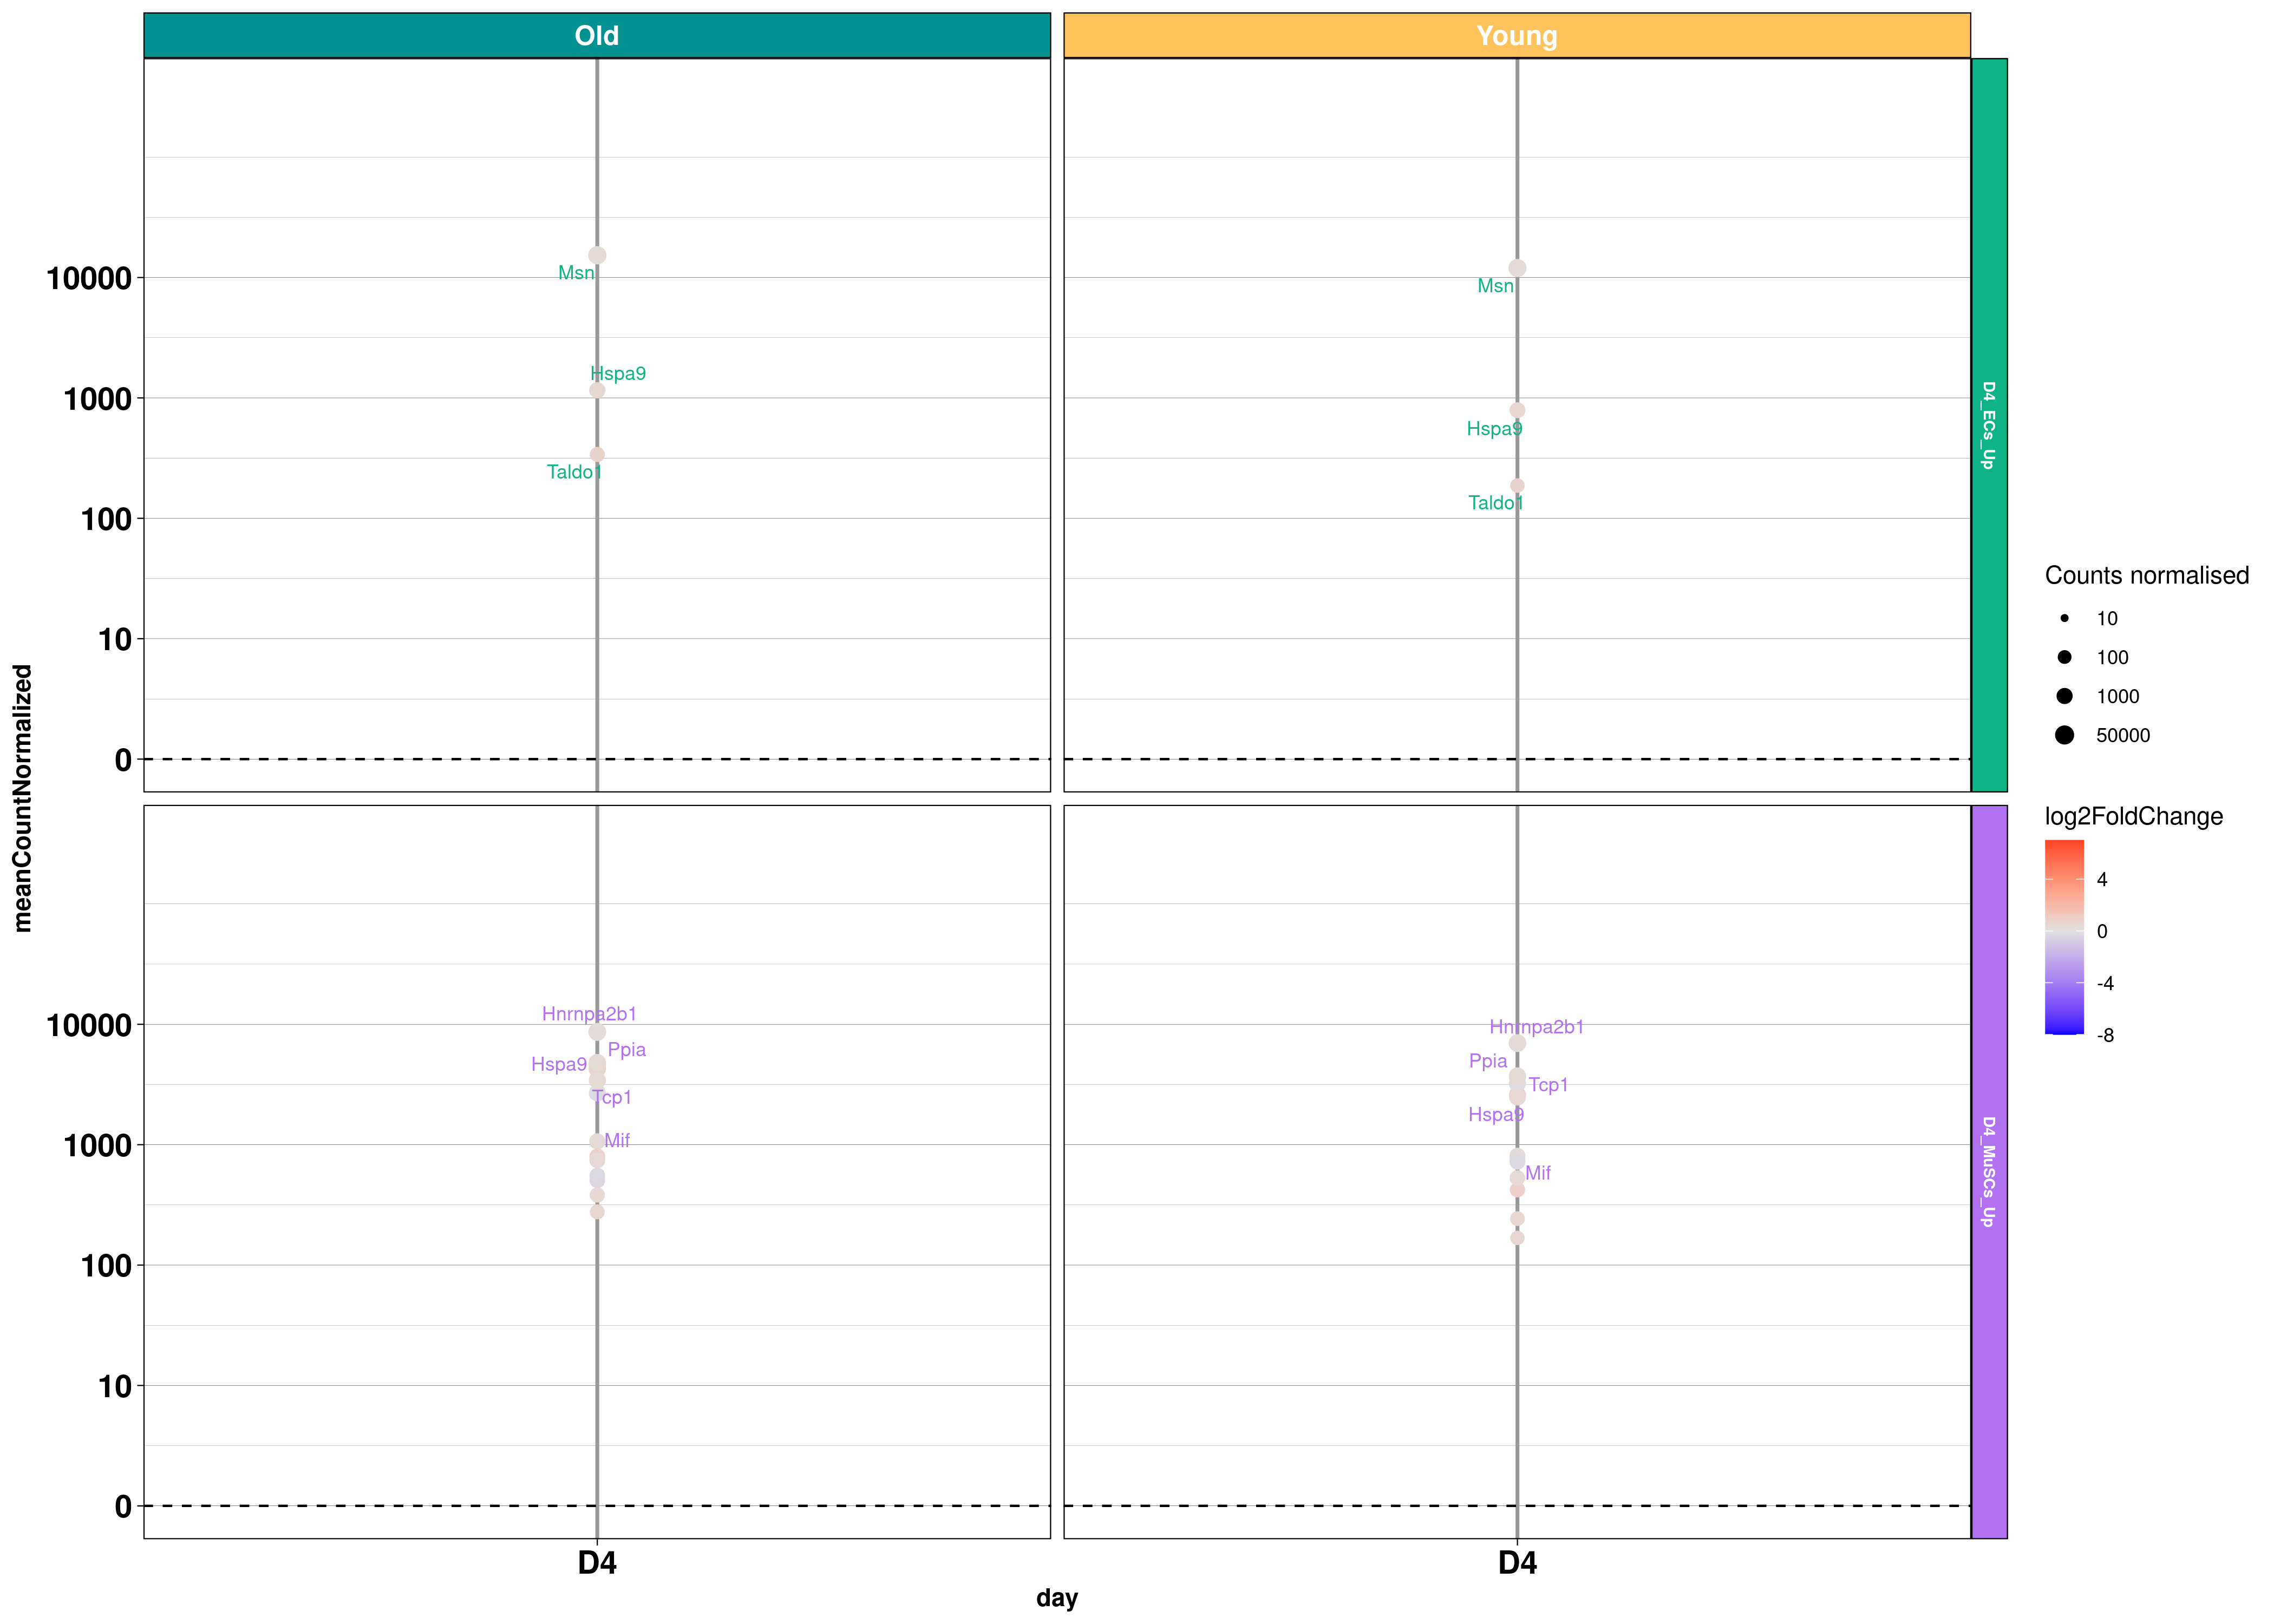 Old
Young
10000
1000
100
10
0
Msn
Hspa9
Taldo1
Msn
Hspa9
Taldo1
D4_ECs_Up
meanCountNormalized
10000
1000
100
10
0
Hnrnpa2b1
Ppia
Hspa9
Tcp1
Mif
Hnrnpa2b1
Ppia
Tcp1
Hspa9
Mif
D4_MuSCs_Up
D4
D4
day
Counts normalised
10
100
1000
50000
log2FoldChange
4
0
-4
-8